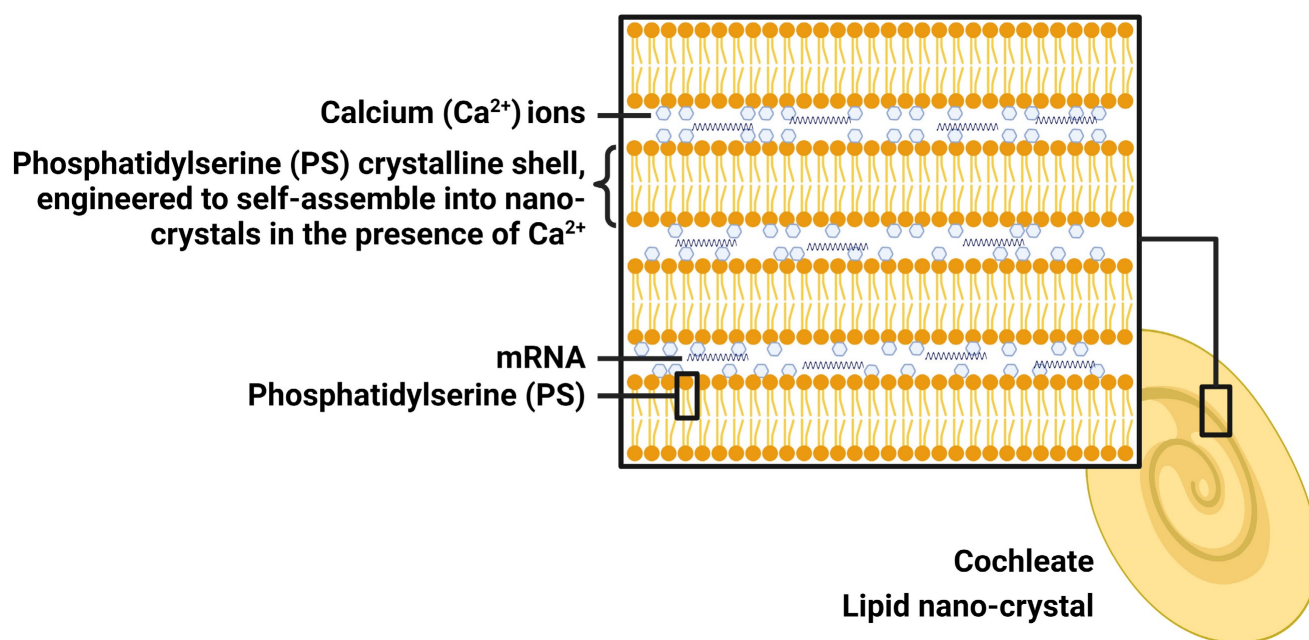 Calcium (Ca²⁺) ions
Phosphatidylserine (PS) crystalline shell,
engineered to self-assemble into nano-
crystals in the presence of Ca²⁺
mRNA
Phosphatidylserine (PS)
Cochleate
Lipid nano-crystal